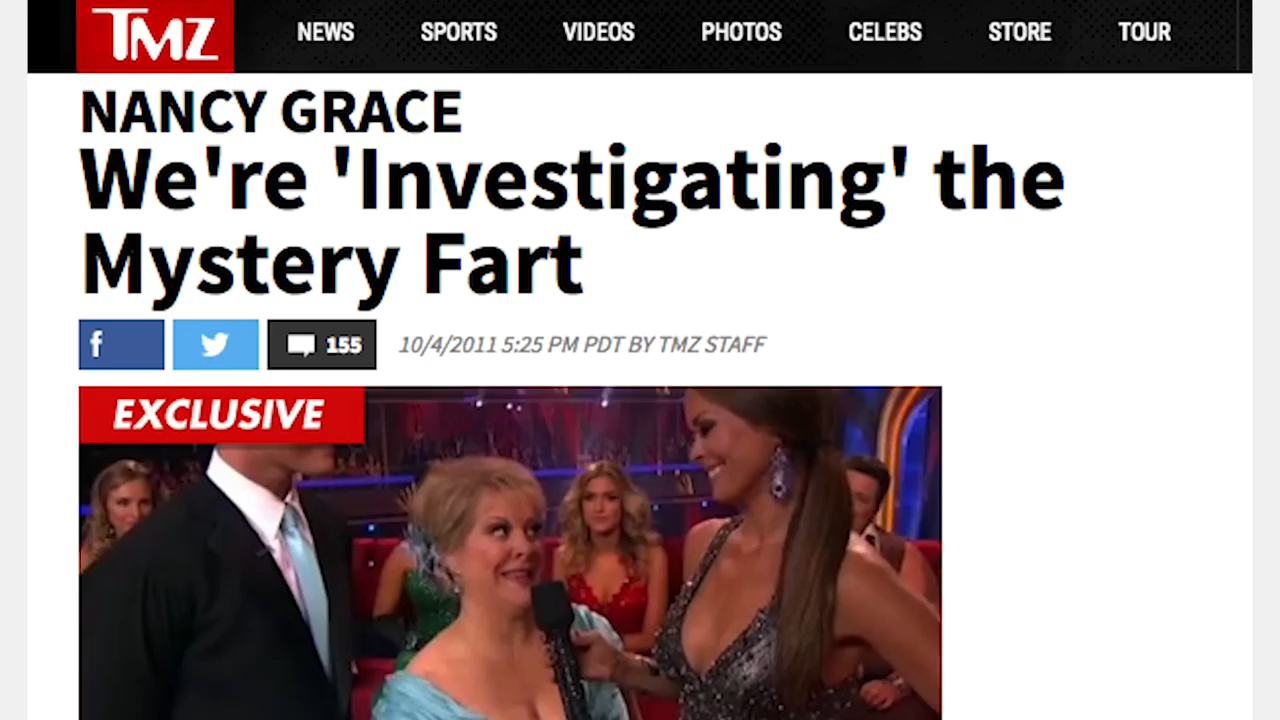 TMZ NEWS SPORTS VIDEOS PHOTOS CELEBS STORE TOUR
NANCY GRACE
We're 'Investigating' the
Mystery Fart
f 155 10/4/2011 5:25 PM PDT BY TMZ STAFF
EXCLUSIVE